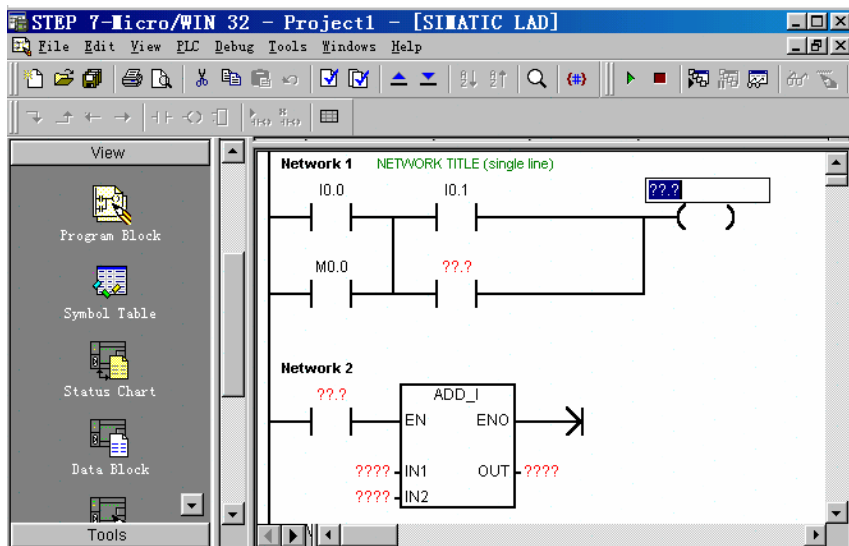 STEP 7-Micro/WIN 32 - Project1 - [SIMATIC LAD]
File Edit View PLC Debug Tools Windows Help
View
Program Block
Symbol Table
Status Chart
Data Block
Tools
Network 1 NETWORK TITLE (single line)
I0.0 I0.1 ??.?
M0.0 ??.?
Network 2
??.? ADD_I
EN ENO
???? IN1 OUT ????
???? IN2